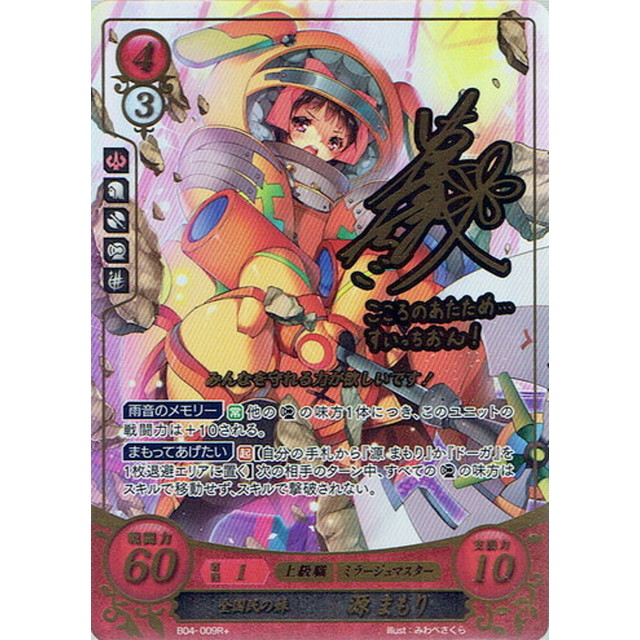 4
3
こころのあたため…
すいっちおん!
みんなを守れる力が欲しいです!
雨音のメモリー 常 他の の味方1体につき、このユニットの
戦闘力は+10される。
まもってあげたい 起 【自分の手札から『源 まもり』か『ドーガ』を
1枚退避エリアに置く】 次の相手のターン中、すべての の味方は
スキルで移動せず、スキルで撃破されない。
戦闘力
60
射程 1
上級職 ミラージュマスター
支援力
10
全国民の妹 源 まもり
B04-009R+
illust:みわべさくら